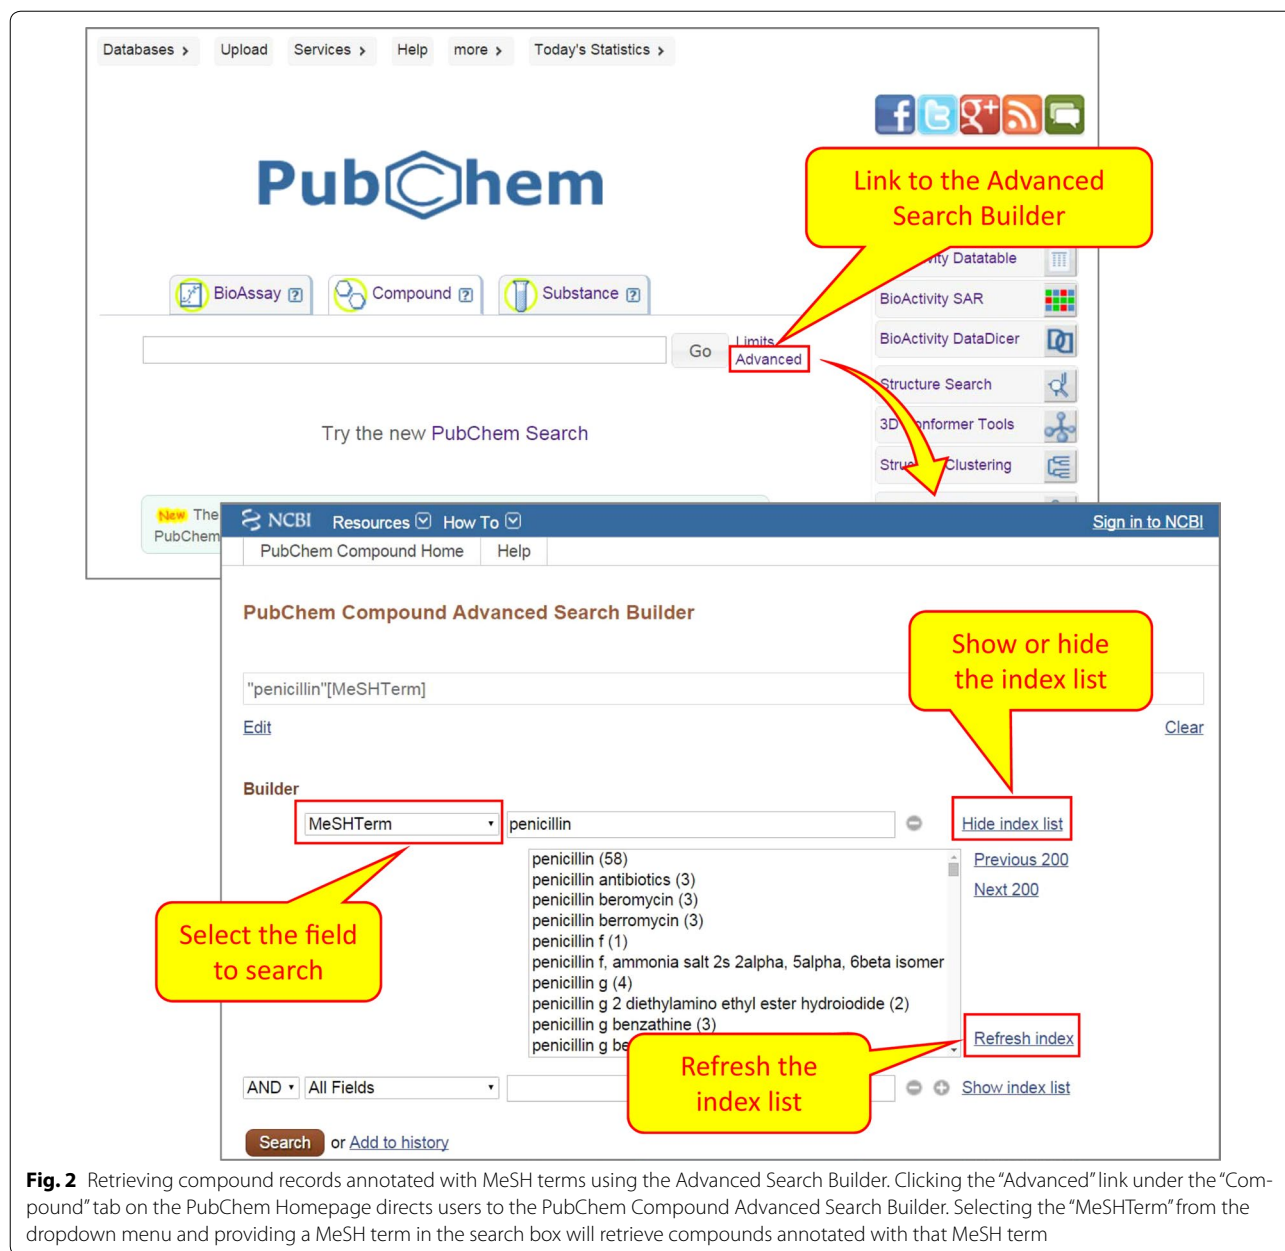 Databases > Upload Services > Help more > Today's Statistics >
PubChem
Link to the Advanced
Search Builder
BioAssay ? Compound ? Substance ?
Datatable
BioActivity SAR
BioActivity DataDicer
Go
Limits
Advanced
Structure Search
3D Conformer Tools
Clustering
Try the new PubChem Search
New The
PubChem
NCBI Resources How To Sign in to NCBI
PubChem Compound Home Help
PubChem Compound Advanced Search Builder
Show or hide
the index list
"penicillin"[MeSHTerm]
Edit Clear
Builder
MeSHTerm penicillin Hide index list
penicillin (58) Previous 200
penicillin antibiotics (3)
penicillin beromycin (3) Next 200
penicillin berromycin (3)
penicillin f (1)
penicillin f, ammonia salt 2s 2alpha, 5alpha, 6beta isomer
penicillin g (4)
penicillin g 2 diethylamino ethyl ester hydroiodide (2)
penicillin g benzathine (3)
penicillin g Refresh index
Select the field
to search
Refresh the
index list
AND All Fields Show index list
Search or Add to history
Fig. 2 Retrieving compound records annotated with MeSH terms using the Advanced Search Builder. Clicking the “Advanced” link under the “Com-
pound” tab on the PubChem Homepage directs users to the PubChem Compound Advanced Search Builder. Selecting the “MeSHTerm” from the
dropdown menu and providing a MeSH term in the search box will retrieve compounds annotated with that MeSH term